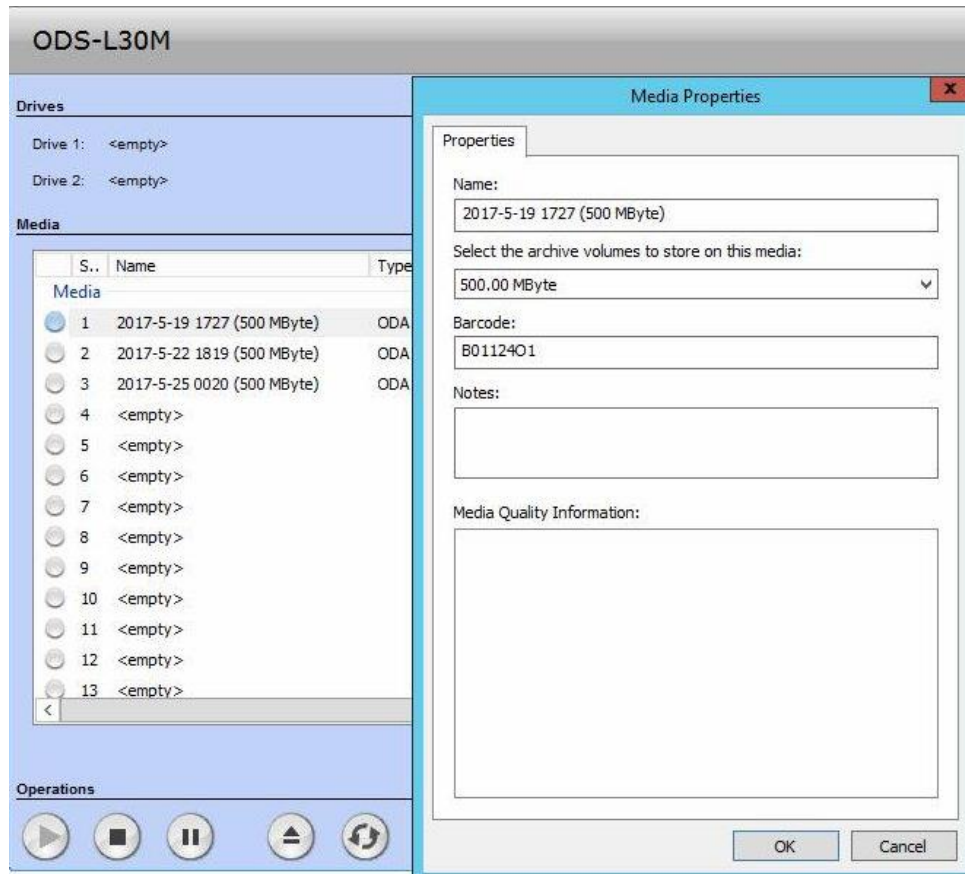 ODS-L30M
Drives
Drive 1: <empty>
Drive 2: <empty>
Media
S.. Name Type
Media
1 2017-5-19 1727 (500 MByte) ODA
2 2017-5-22 1819 (500 MByte) ODA
3 2017-5-25 0020 (500 MByte) ODA
4 <empty>
5 <empty>
6 <empty>
7 <empty>
8 <empty>
9 <empty>
10 <empty>
11 <empty>
12 <empty>
13 <empty>
Operations
Media Properties
x
Properties
Name:
2017-5-19 1727 (500 MByte)
Select the archive volumes to store on this media:
500.00 MByte
Barcode:
B01124O1
Notes:
Media Quality Information:
OK Cancel